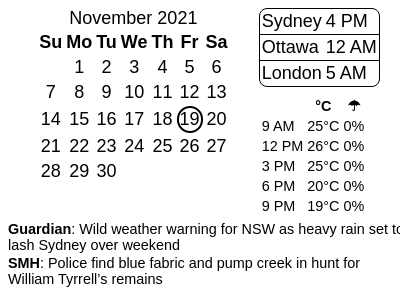 November 2021
Su Mo Tu We Th Fr Sa
1 2 3 4 5 6
7 8 9 10 11 12 13
14 15 16 17 18 19 20
21 22 23 24 25 26 27
28 29 30
Sydney 4 PM
Ottawa 12 AM
London 5 AM
°C ☂
9 AM 25°C 0%
12 PM 26°C 0%
3 PM 25°C 0%
6 PM 20°C 0%
9 PM 19°C 0%
Guardian: Wild weather warning for NSW as heavy rain set to
lash Sydney over weekend
SMH: Police find blue fabric and pump creek in hunt for
William Tyrrell's remains